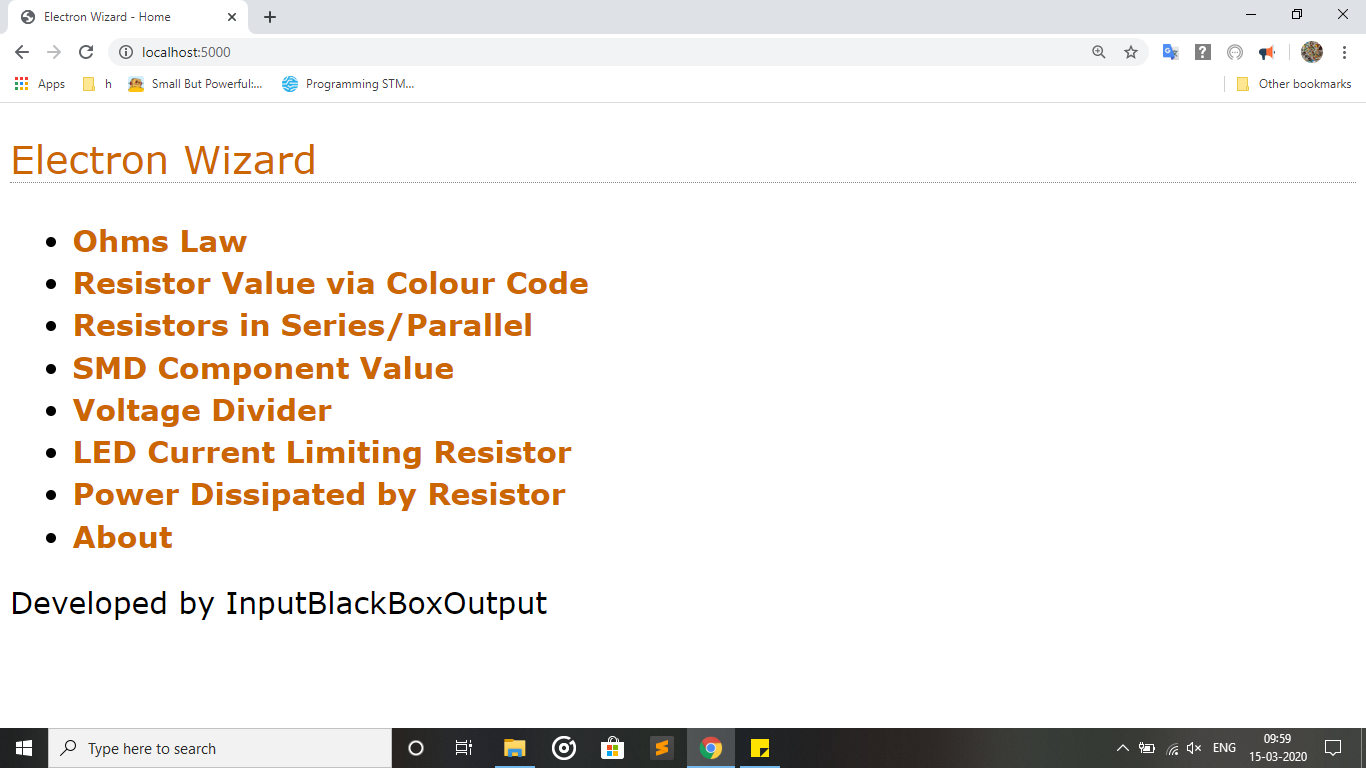 Electron Wizard - Home
localhost:5000
Apps h Small But Powerful:... Programming STM... Other bookmarks
Electron Wizard
Ohms Law
Resistor Value via Colour Code
Resistors in Series/Parallel
SMD Component Value
Voltage Divider
LED Current Limiting Resistor
Power Dissipated by Resistor
About
Developed by InputBlackBoxOutput
Type here to search
ENG
09:59
15-03-2020